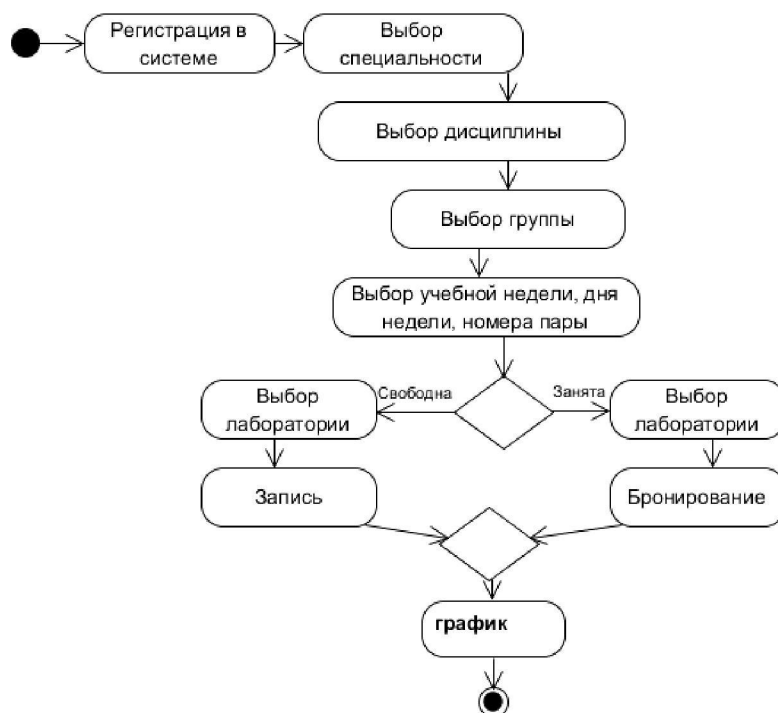 Регистрация в
системе
Выбор
специальности
Выбор дисциплины
Выбор группы
Выбор учебной недели, дня
недели, номера пары
Выбор
лаборатории
Свободна
Занята
Выбор
лаборатории
Запись
Бронирование
график